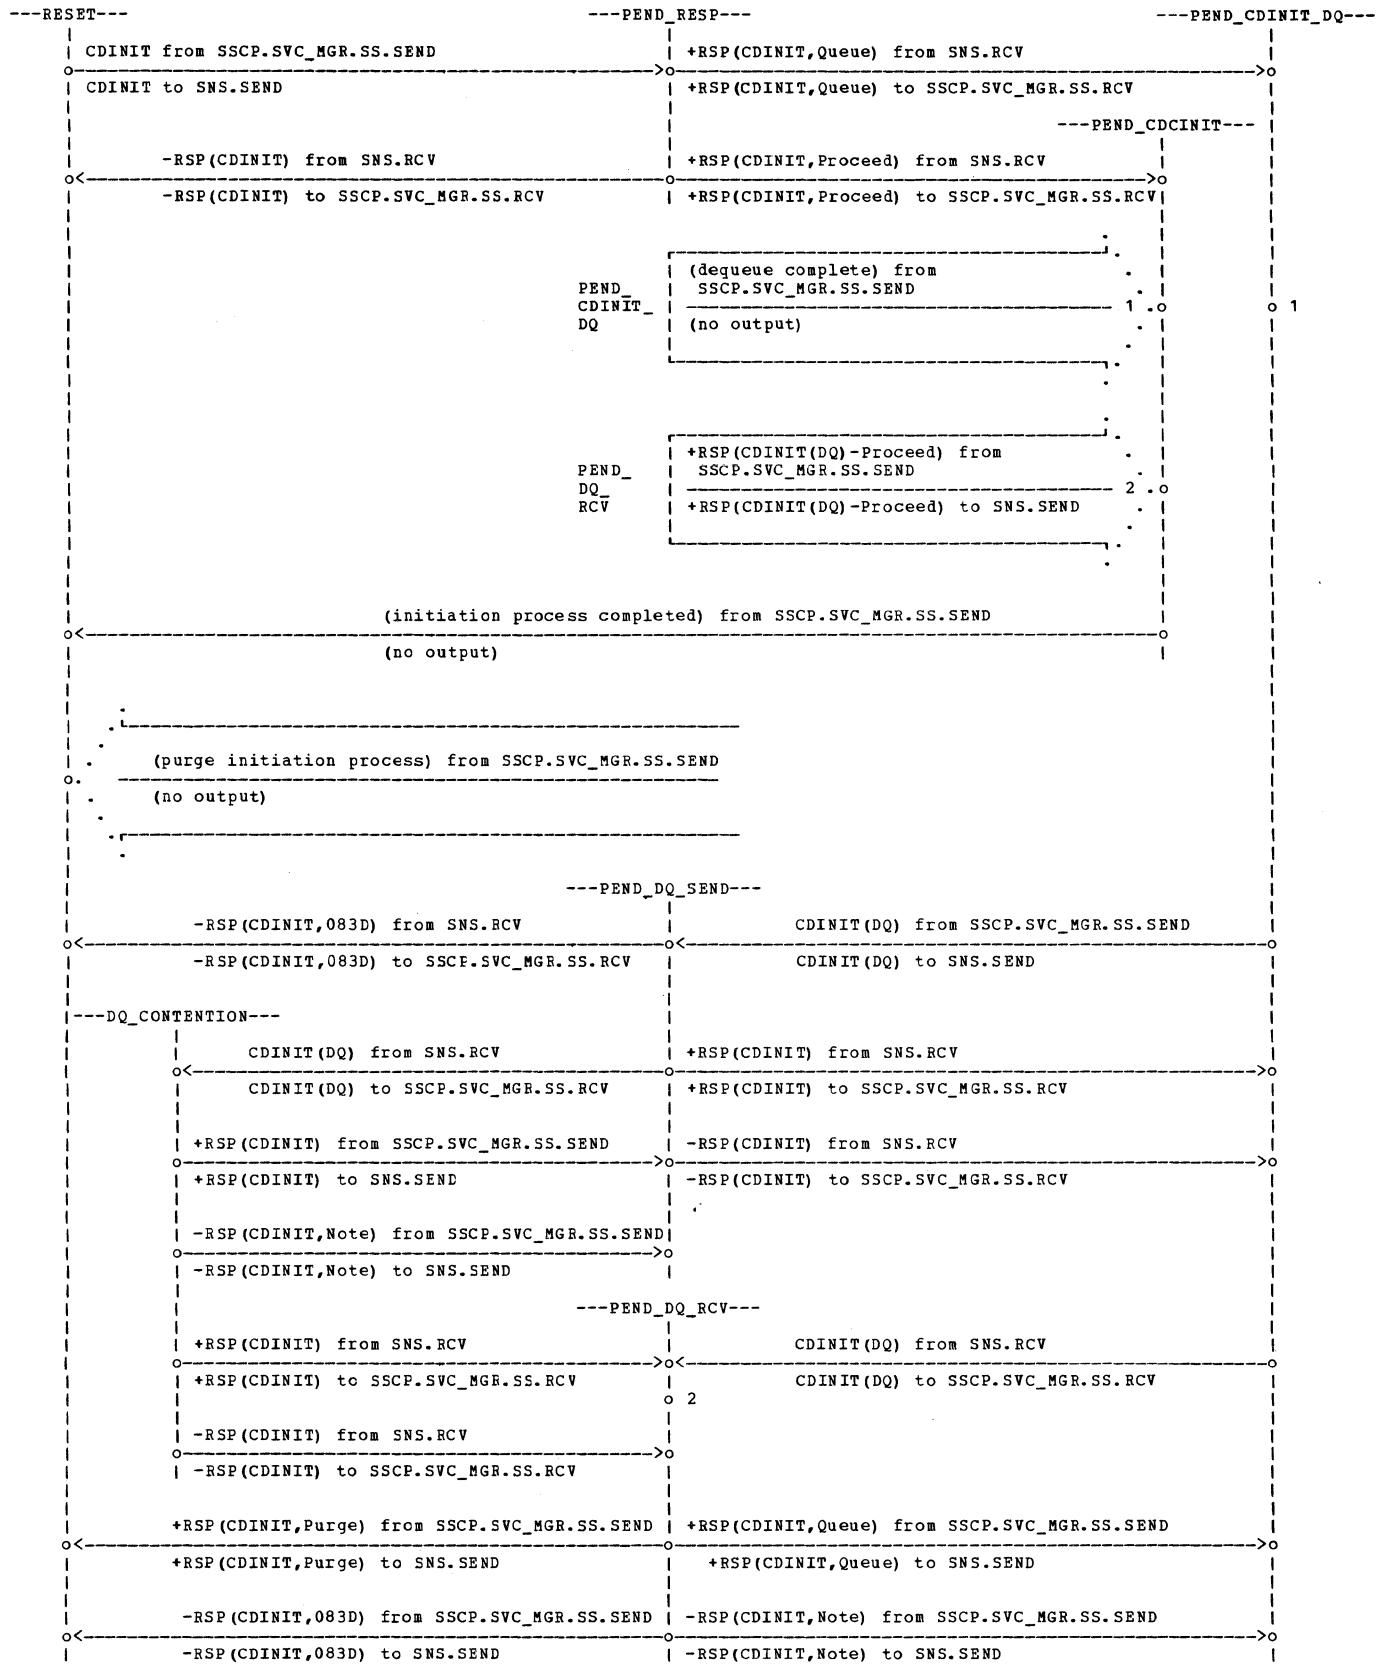 ---RESET--- ---PEND_RESP--- ---PEND_CDINIT_DQ---
CDINIT from SSCP.SVC_MGR.SS.SEND +RSP(CDINIT,Queue) from SNS.RCV
CDINIT to SNS.SEND +RSP(CDINIT,Queue) to SSCP.SVC_MGR.SS.RCV
---PEND_CDCINIT---
-RSP(CDINIT) from SNS.RCV +RSP(CDINIT,Proceed) from SNS.RCV
-RSP(CDINIT) to SSCP.SVC_MGR.SS.RCV +RSP(CDINIT,Proceed) to SSCP.SVC_MGR.SS.RCV
(dequeue complete) from
PEND_ SSCP.SVC_MGR.SS.SEND
CDINIT_ 1 1
DQ (no output)
+RSP(CDINIT(DQ)-Proceed) from
PEND_ SSCP.SVC_MGR.SS.SEND
DQ_ 2
RCV +RSP(CDINIT(DQ)-Proceed) to SNS.SEND
(initiation process completed) from SSCP.SVC_MGR.SS.SEND
(no output)
(purge initiation process) from SSCP.SVC_MGR.SS.SEND
(no output)
---PEND_DQ_SEND---
-RSP(CDINIT,083D) from SNS.RCV CDINIT(DQ) from SSCP.SVC_MGR.SS.SEND
-RSP(CDINIT,083D) to SSCP.SVC_MGR.SS.RCV CDINIT(DQ) to SNS.SEND
---DQ_CONTENTION---
CDINIT(DQ) from SNS.RCV +RSP(CDINIT) from SNS.RCV
CDINIT(DQ) to SSCP.SVC_MGR.SS.RCV +RSP(CDINIT) to SSCP.SVC_MGR.SS.RCV
+RSP(CDINIT) from SSCP.SVC_MGR.SS.SEND -RSP(CDINIT) from SNS.RCV
+RSP(CDINIT) to SNS.SEND -RSP(CDINIT) to SSCP.SVC_MGR.SS.RCV
-RSP(CDINIT,Note) from SSCP.SVC_MGR.SS.SEND
-RSP(CDINIT,Note) to SNS.SEND
---PEND_DQ_RCV---
+RSP(CDINIT) from SNS.RCV CDINIT(DQ) from SNS.RCV
+RSP(CDINIT) to SSCP.SVC_MGR.SS.RCV CDINIT(DQ) to SSCP.SVC_MGR.SS.RCV
2
-RSP(CDINIT) from SNS.RCV
-RSP(CDINIT) to SSCP.SVC_MGR.SS.RCV
+RSP(CDINIT,Purge) from SSCP.SVC_MGR.SS.SEND +RSP(CDINIT,Queue) from SSCP.SVC_MGR.SS.SEND
+RSP(CDINIT,Purge) to SNS.SEND +RSP(CDINIT,Queue) to SNS.SEND
-RSP(CDINIT,083D) from SSCP.SVC_MGR.SS.SEND -RSP(CDINIT,Note) from SSCP.SVC_MGR.SS.SEND
-RSP(CDINIT,083D) to SNS.SEND -RSP(CDINIT,Note) to SNS.SEND